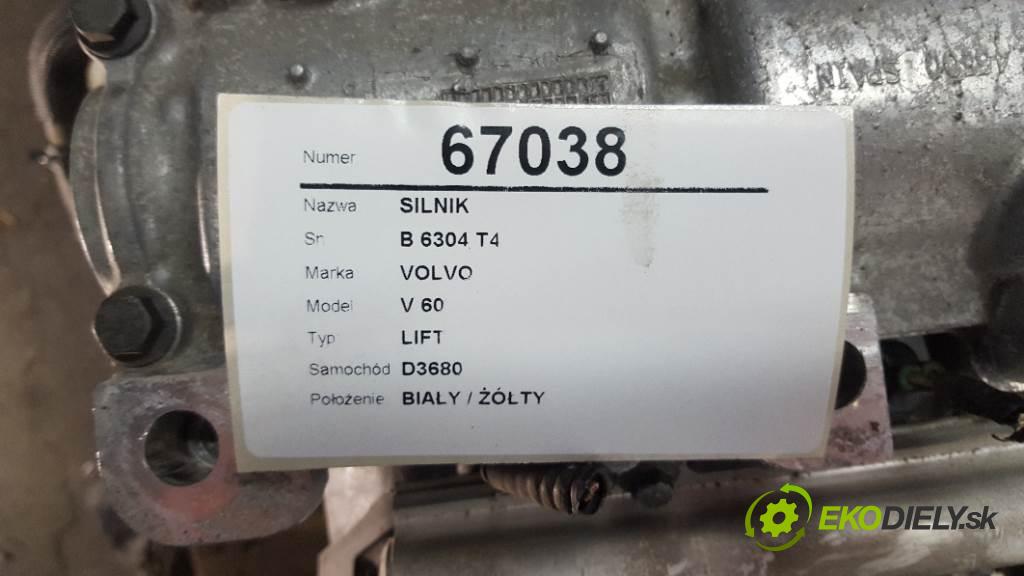 SPAIN
Numer 67038
Nazwa SILNIK
Sn B 6304 T4
Marka VOLVO
Model V 60
Typ LIFT
Samochód D3680
Położenie BIAŁY / ŻÓŁTY
EKODIELY.sk